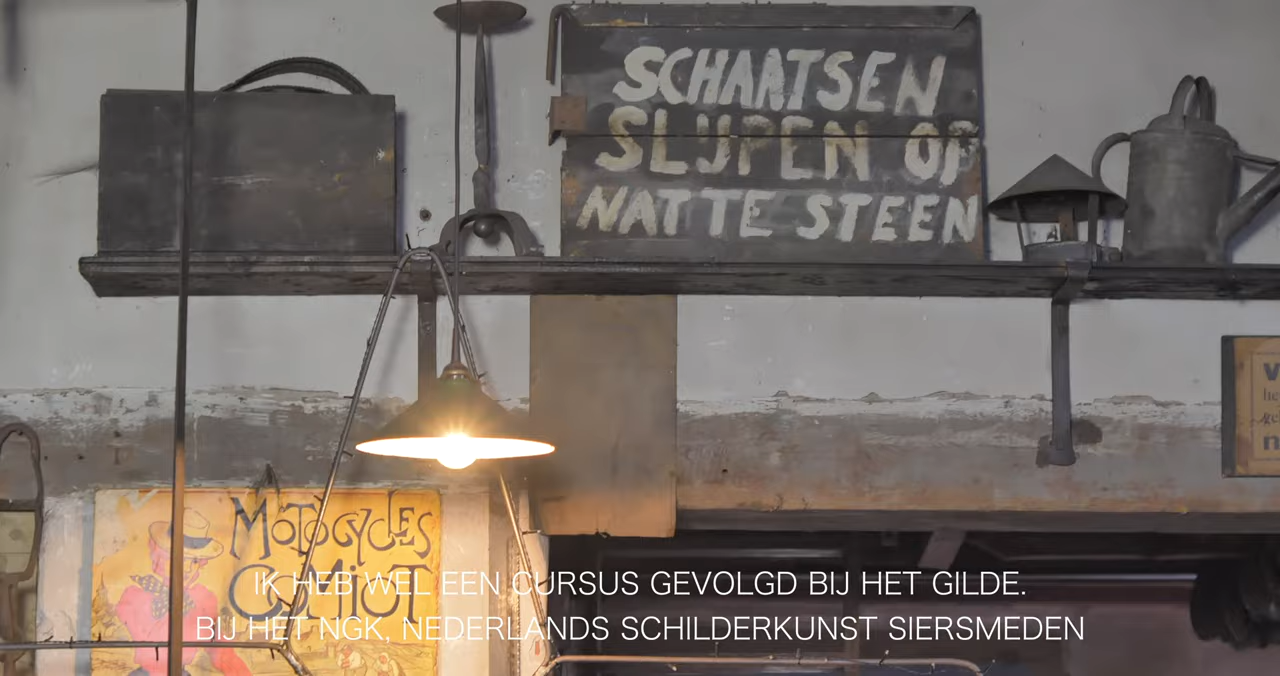 SCHAATSEN
SLIJPEN OP
NATTE STEEN
MOTOCYCLES
COMIOT
IK HEB WEL EEN CURSUS GEVOLGD BIJ HET GILDE.
BIJ HET NGK, NEDERLANDS SCHILDERKUNST SIERSMEDEN